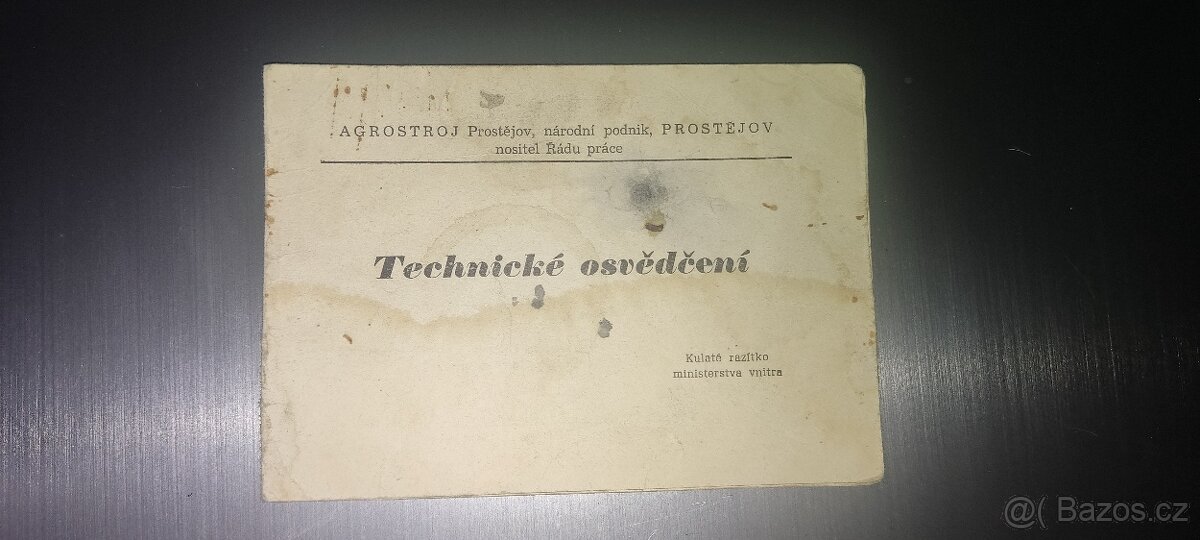 AGROSTROJ Prostějov, národní podnik, PROSTĚJOV
nositel Řádu práce
Technické osvědčení
Kulaté razítko
ministerstva vnitra
@( Bazos.cz